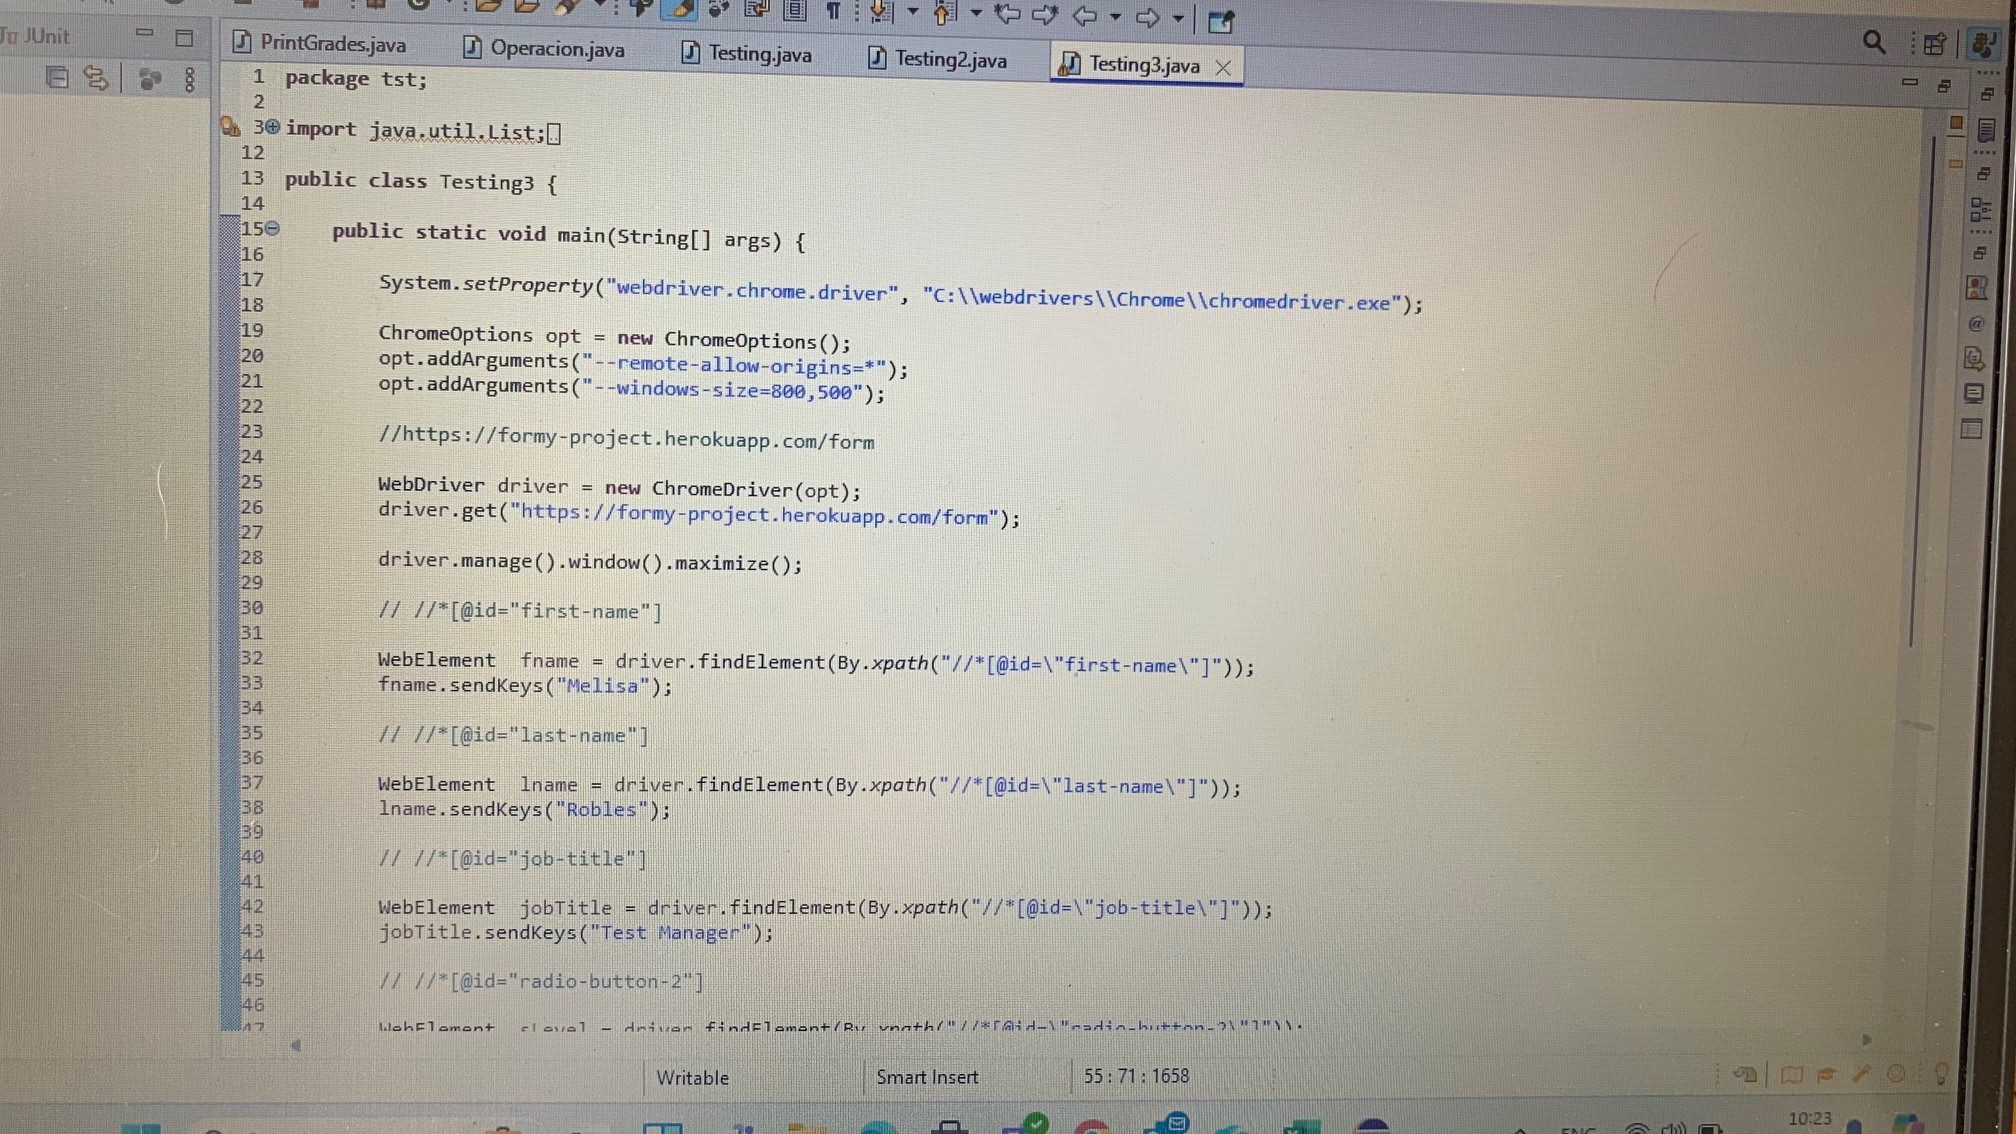 JUnit
PrintGrades.java
Operacion.java
Testing.java
Testing2.java
Testing3.java
1 package tst;
2
3 import java.util.List;
12
13 public class Testing3 {
14
15 public static void main(String[] args) {
16
17 System.setProperty("webdriver.chrome.driver", "C:\\webdrivers\\Chrome\\chromedriver.exe");
18
19 ChromeOptions opt = new ChromeOptions();
20 opt.addArguments("--remote-allow-origins=*");
21 opt.addArguments("--windows-size=800,500");
22
23 //https://formy-project.herokuapp.com/form
24
25 WebDriver driver = new ChromeDriver(opt);
26 driver.get("https://formy-project.herokuapp.com/form");
27
28 driver.manage().window().maximize();
29
30 // //*[@id="first-name"]
31
32 WebElement fname = driver.findElement(By.xpath("//*[@id=\"first-name\"]"));
33 fname.sendKeys("Melisa");
34
35 // //*[@id="last-name"]
36
37 WebElement lname = driver.findElement(By.xpath("//*[@id=\"last-name\"]"));
38 lname.sendKeys("Robles");
39
40 // //*[@id="job-title"]
41
42 WebElement jobTitle = driver.findElement(By.xpath("//*[@id=\"job-title\"]"));
43 jobTitle.sendKeys("Test Manager");
44
45 // //*[@id="radio-button-2"]
46
47 WebElement = driver.findElement(By.xpath("//*[@id=\"radio-button-2\"]"));
Writable
Smart Insert
55 : 71 : 1658
10:23